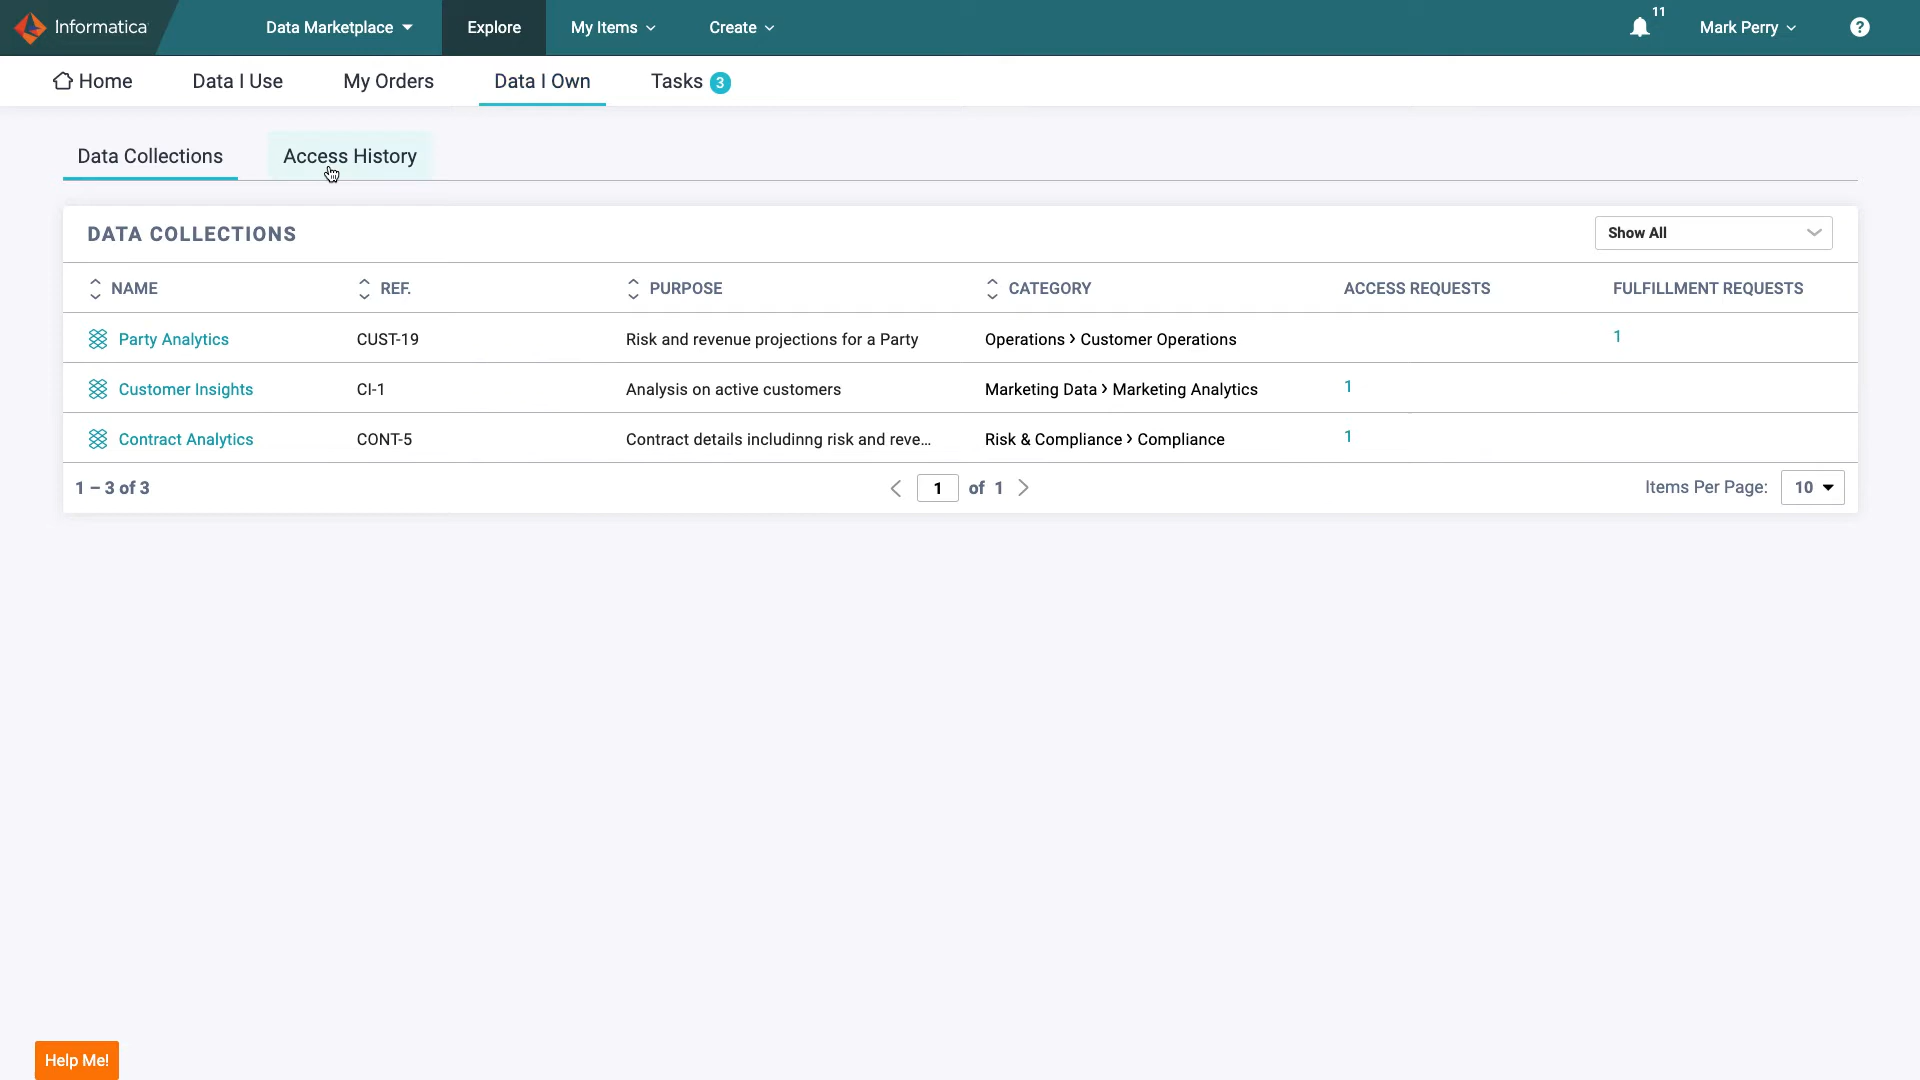 Informatica Data Marketplace Explore My Items Create 11 Mark Perry ?
Home Data I Use My Orders Data I Own Tasks 3
Data Collections Access History
DATA COLLECTIONS Show All
NAME REF. PURPOSE CATEGORY ACCESS REQUESTS FULFILLMENT REQUESTS
Party Analytics CUST-19 Risk and revenue projections for a Party Operations > Customer Operations 1
Customer Insights CI-1 Analysis on active customers Marketing Data > Marketing Analytics 1
Contract Analytics CONT-5 Contract details includinng risk and reve... Risk & Compliance > Compliance 1
1 – 3 of 3 1 of 1 Items Per Page: 10
Help Me!